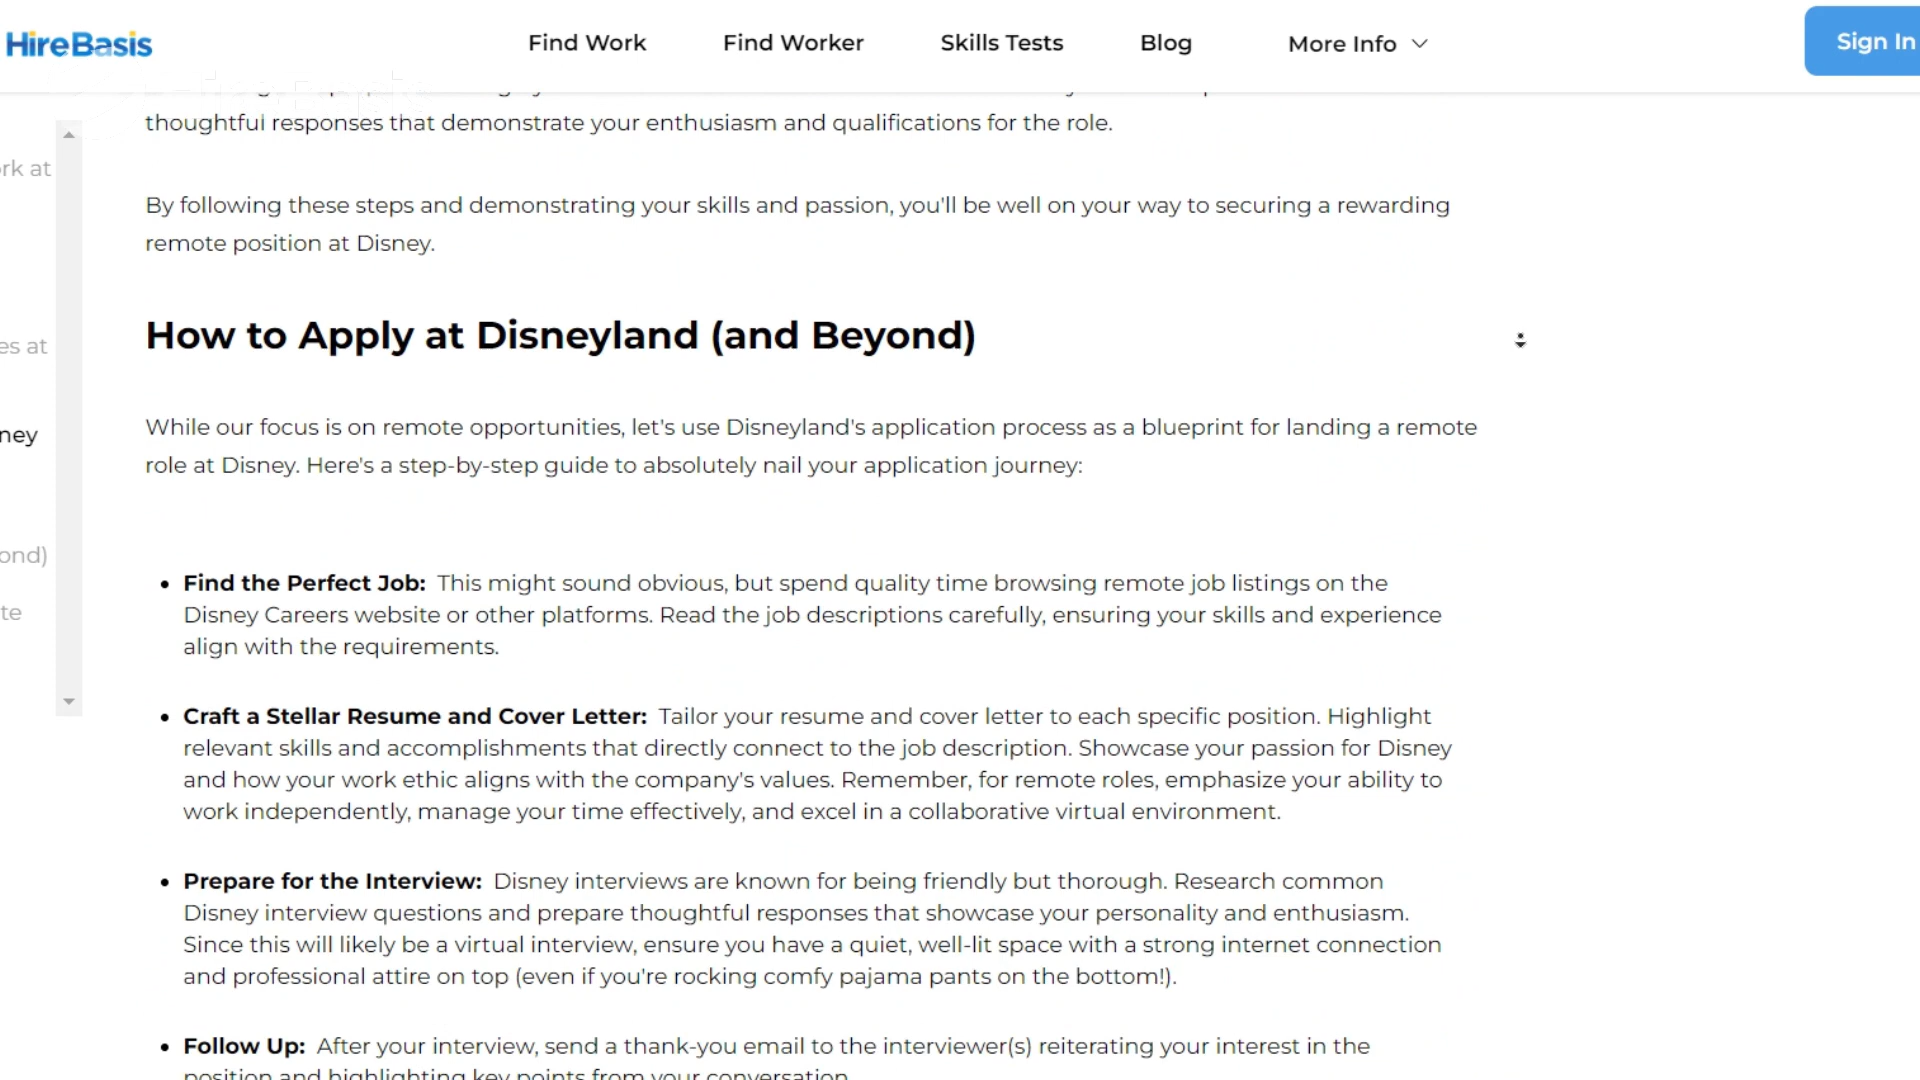 HireBasis
Find Work
Find Worker
Skills Tests
Blog
More Info
Sign In
thoughtful responses that demonstrate your enthusiasm and qualifications for the role.
rk at
By following these steps and demonstrating your skills and passion, you'll be well on your way to securing a rewarding
remote position at Disney.
How to Apply at Disneyland (and Beyond)
es at
While our focus is on remote opportunities, let's use Disneyland's application process as a blueprint for landing a remote
ney
role at Disney. Here's a step-by-step guide to absolutely nail your application journey:
ond)
• Find the Perfect Job: This might sound obvious, but spend quality time browsing remote job listings on the
te
Disney Careers website or other platforms. Read the job descriptions carefully, ensuring your skills and experience
align with the requirements.
• Craft a Stellar Resume and Cover Letter: Tailor your resume and cover letter to each specific position. Highlight
relevant skills and accomplishments that directly connect to the job description. Showcase your passion for Disney
and how your work ethic aligns with the company's values. Remember, for remote roles, emphasize your ability to
work independently, manage your time effectively, and excel in a collaborative virtual environment.
• Prepare for the Interview: Disney interviews are known for being friendly but thorough. Research common
Disney interview questions and prepare thoughtful responses that showcase your personality and enthusiasm.
Since this will likely be a virtual interview, ensure you have a quiet, well-lit space with a strong internet connection
and professional attire on top (even if you're rocking comfy pajama pants on the bottom!).
• Follow Up: After your interview, send a thank-you email to the interviewer(s) reiterating your interest in the
position and highlighting key points from your conversation.